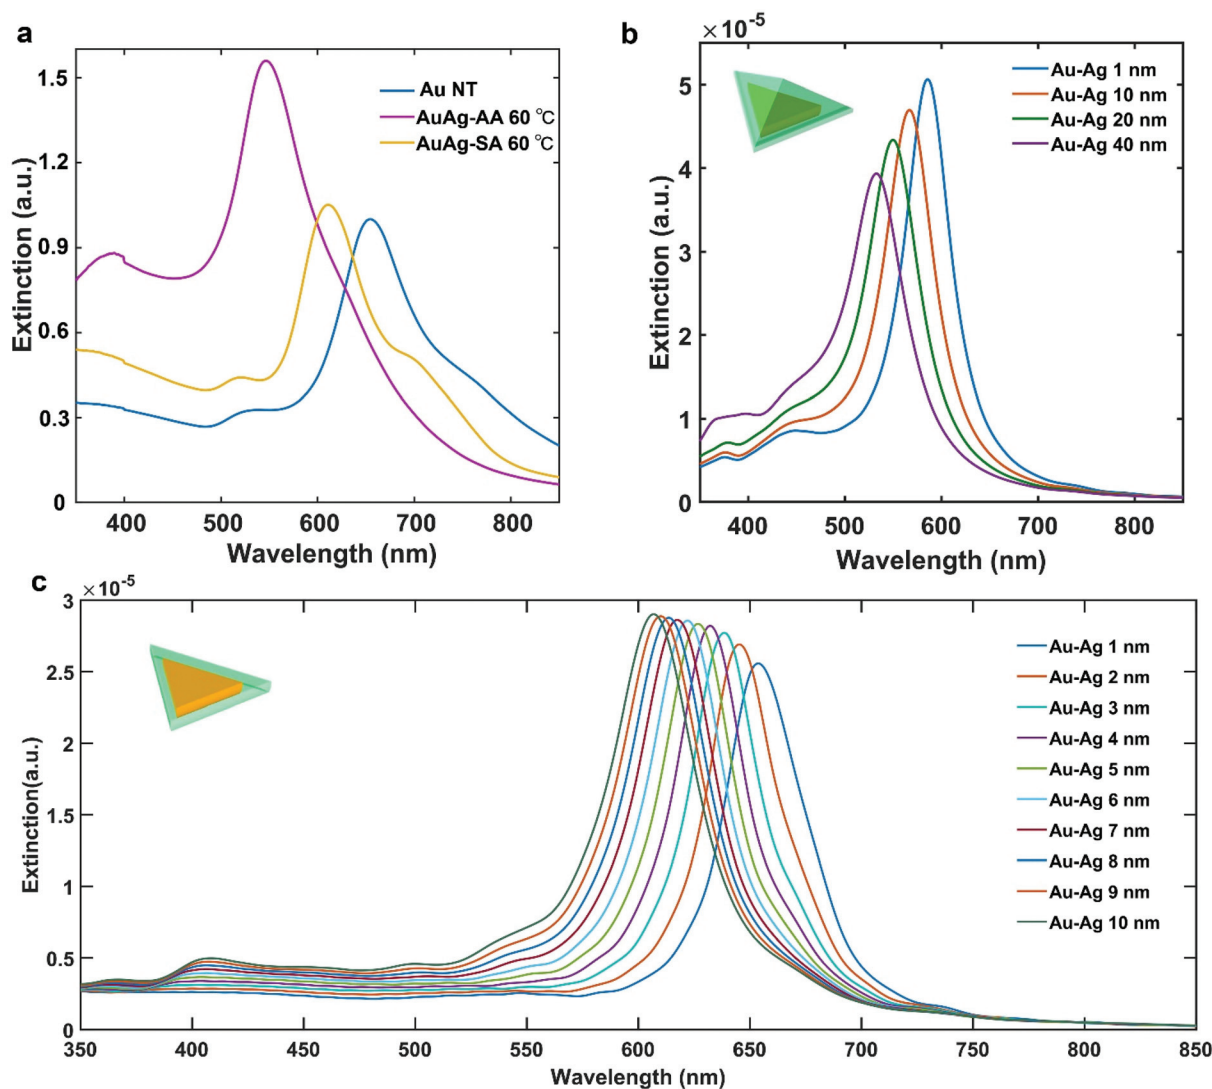 a
Extinction (a.u.)
1.5
1.2
0.9
0.6
0.3
0
400 500 600 700 800
Wavelength (nm)
Au NT
AuAg-AA 60 °C
AuAg-SA 60 °C
b
×10⁻⁵
Extinction (a.u.)
5
4
3
2
1
0
400 500 600 700 800
Wavelength (nm)
Au-Ag 1 nm
Au-Ag 10 nm
Au-Ag 20 nm
Au-Ag 40 nm
c
×10⁻⁵
Extinction(a.u.)
3
2.5
2
1.5
1
0.5
0
350 400 450 500 550 600 650 700 750 800 850
Wavelength (nm)
Au-Ag 1 nm
Au-Ag 2 nm
Au-Ag 3 nm
Au-Ag 4 nm
Au-Ag 5 nm
Au-Ag 6 nm
Au-Ag 7 nm
Au-Ag 8 nm
Au-Ag 9 nm
Au-Ag 10 nm